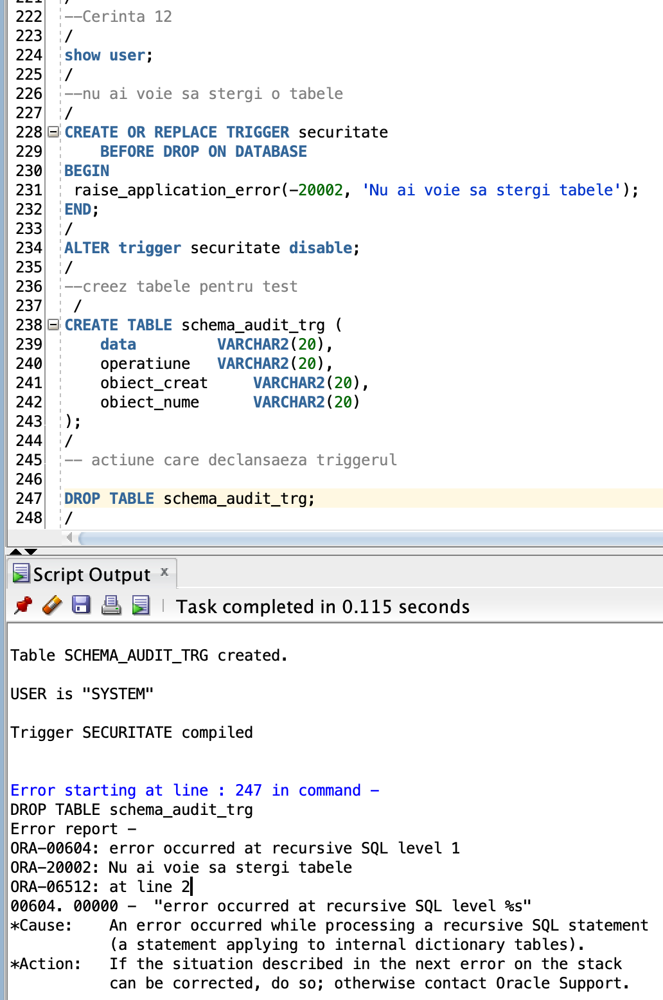 221 /
222 --Cerinta 12
223 /
224 show user;
225 /
226 --nu ai voie sa stergi o tabele
227 /
228 CREATE OR REPLACE TRIGGER securitate
229     BEFORE DROP ON DATABASE
230 BEGIN
231  raise_application_error(-20002, 'Nu ai voie sa stergi tabele');
232 END;
233 /
234 ALTER trigger securitate disable;
235 /
236 --creez tabele pentru test
237  /
238 CREATE TABLE schema_audit_trg (
239     data         VARCHAR2(20),
240     operatiune   VARCHAR2(20),
241     obiect_creat     VARCHAR2(20),
242     obiect_nume      VARCHAR2(20)
243 );
244 /
245 -- actiune care declansaeza triggerul
246
247 DROP TABLE schema_audit_trg;
248 /
Script Output x
Task completed in 0.115 seconds
Table SCHEMA_AUDIT_TRG created.
USER is "SYSTEM"
Trigger SECURITATE compiled
Error starting at line : 247 in command -
DROP TABLE schema_audit_trg
Error report -
ORA-00604: error occurred at recursive SQL level 1
ORA-20002: Nu ai voie sa stergi tabele
ORA-06512: at line 2
00604. 00000 -  "error occurred at recursive SQL level %s"
*Cause:    An error occurred while processing a recursive SQL statement
           (a statement applying to internal dictionary tables).
*Action:   If the situation described in the next error on the stack
           can be corrected, do so; otherwise contact Oracle Support.